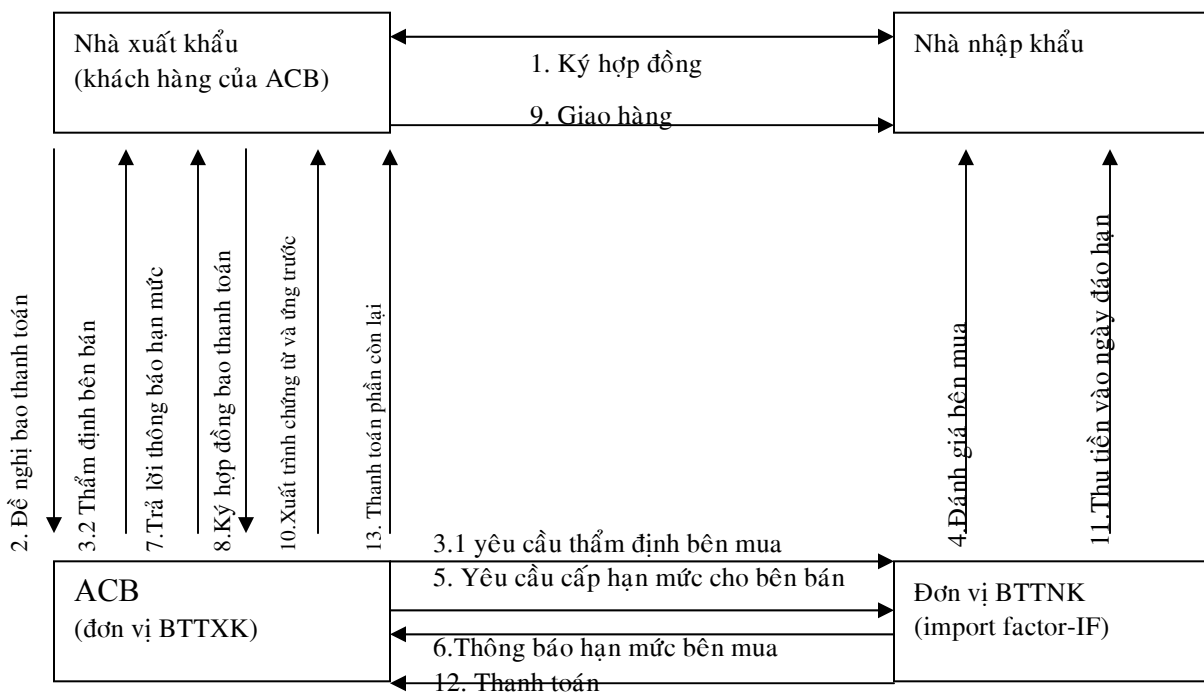 Nhà xuất khẩu
(khách hàng của ACB)
1. Ký hợp đồng
9. Giao hàng
Nhà nhập khẩu
2. Đề nghị bao thanh toán
3.2 Thẩm định bên bán
7.Trả lời thông báo hạn mức
8.Ký hợp đồng bao thanh toán
10.Xuất trình chứng từ và ứng trước
13. Thanh toán phần còn lại
4.Đánh giá bên mua
11.Thu tiền vào ngày đáo hạn
ACB
(đơn vị BTTXK)
3.1 yêu cầu thẩm định bên mua
5. Yêu cầu cấp hạn mức cho bên bán
6.Thông báo hạn mức bên mua
12. Thanh toán
Đơn vị BTTNK
(import factor-IF)